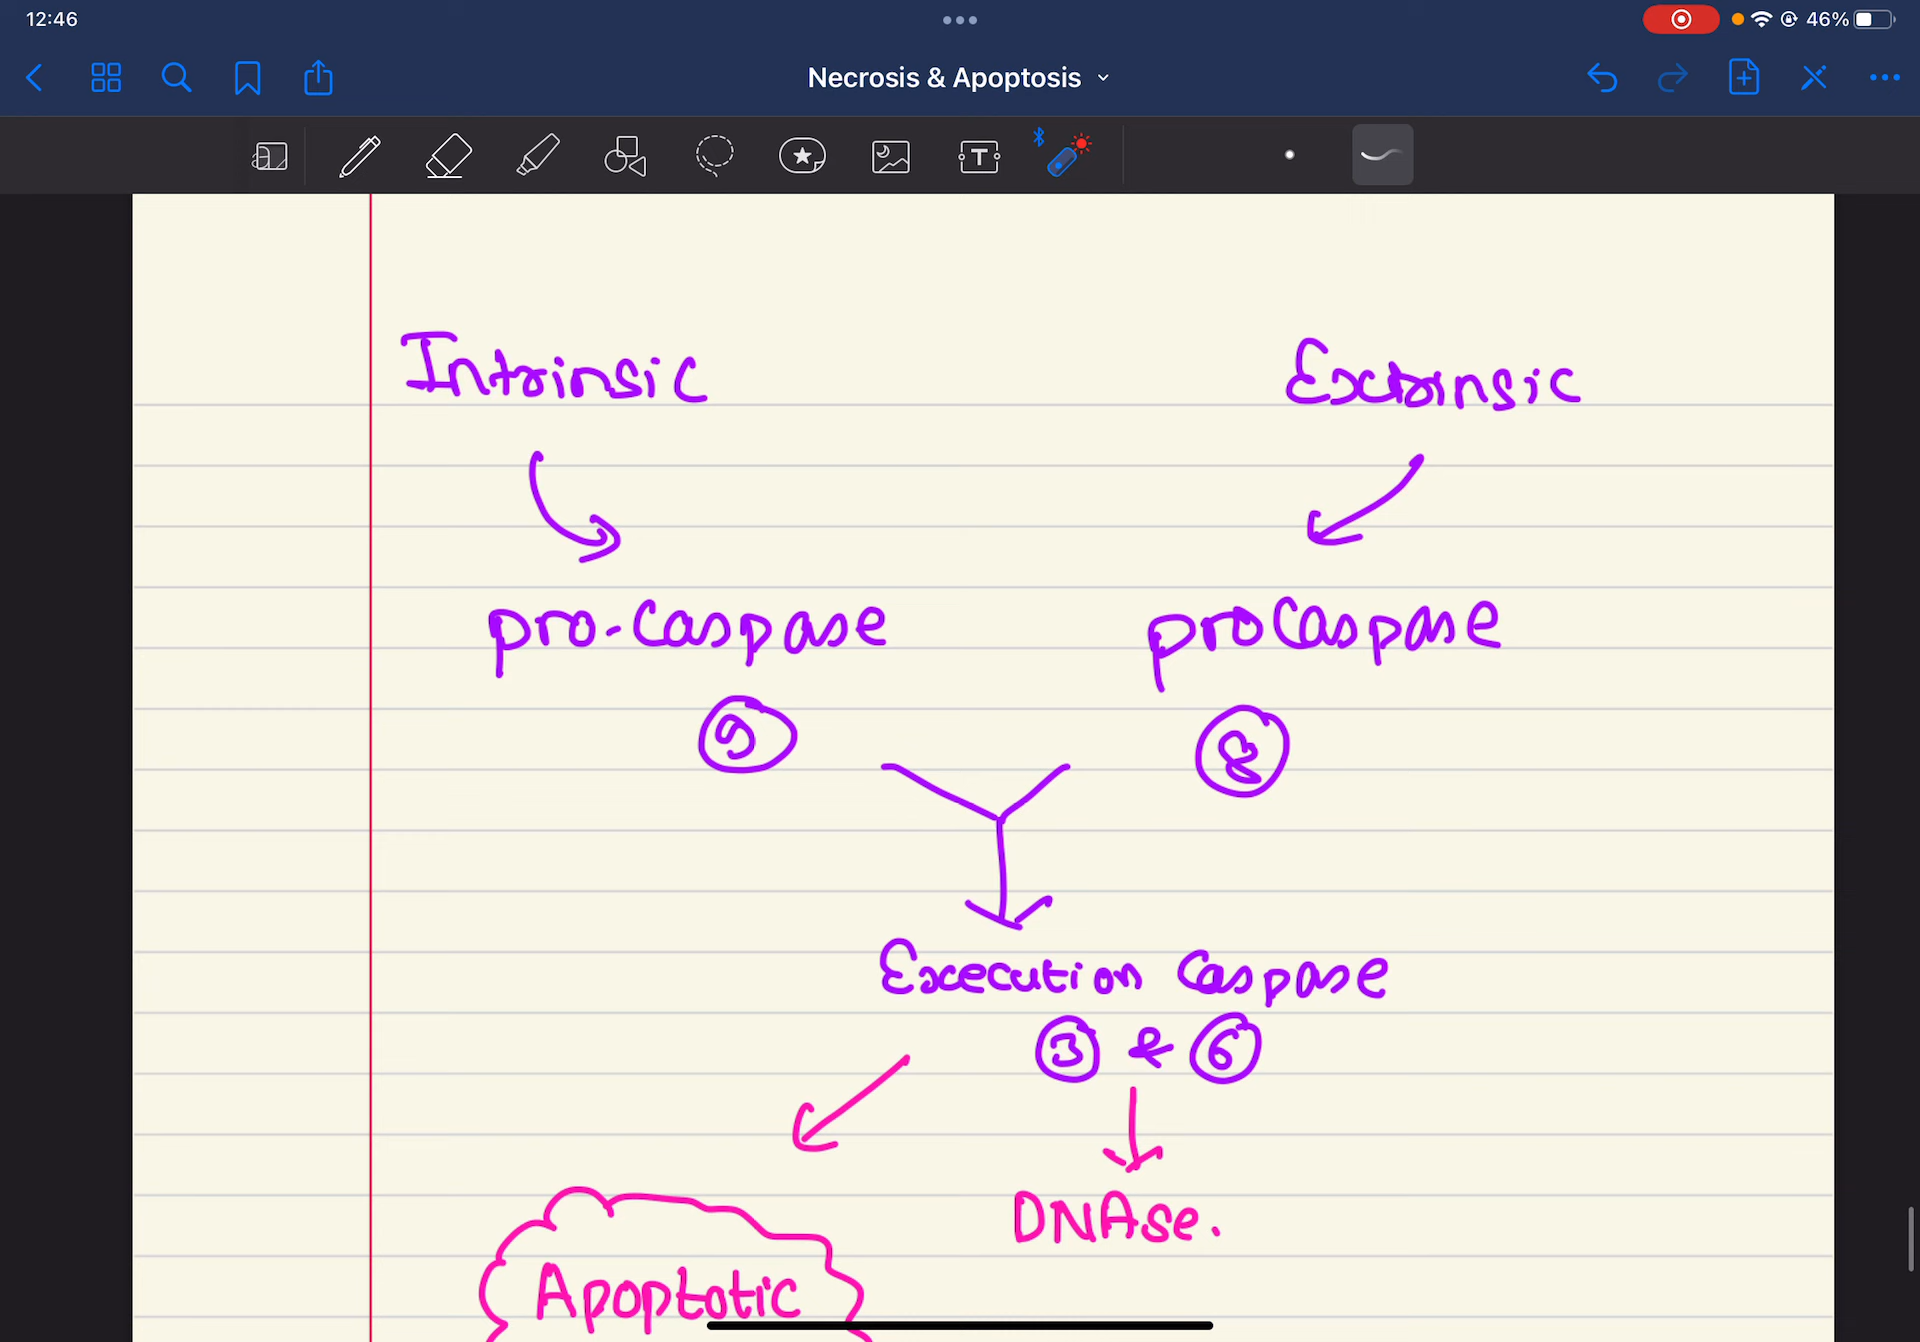 12:46
46%
Necrosis & Apoptosis
T
Intrinsic Extrinsic
pro-caspase procaspase
9 8
Execution Caspase
3 & 6
DNAse.
Apoptotic